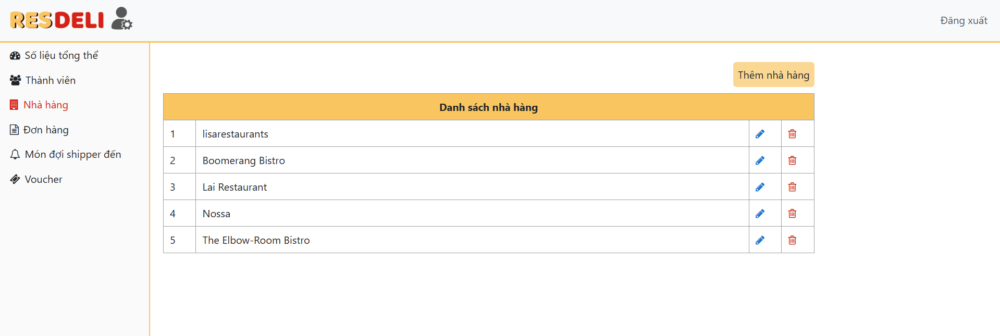 RESDELI
Đăng xuất
Số liệu tổng thể
Thành viên
Nhà hàng
Đơn hàng
Món đợi shipper đến
Voucher
Thêm nhà hàng
Danh sách nhà hàng
1 lisarestaurants
2 Boomerang Bistro
3 Lai Restaurant
4 Nossa
5 The Elbow-Room Bistro